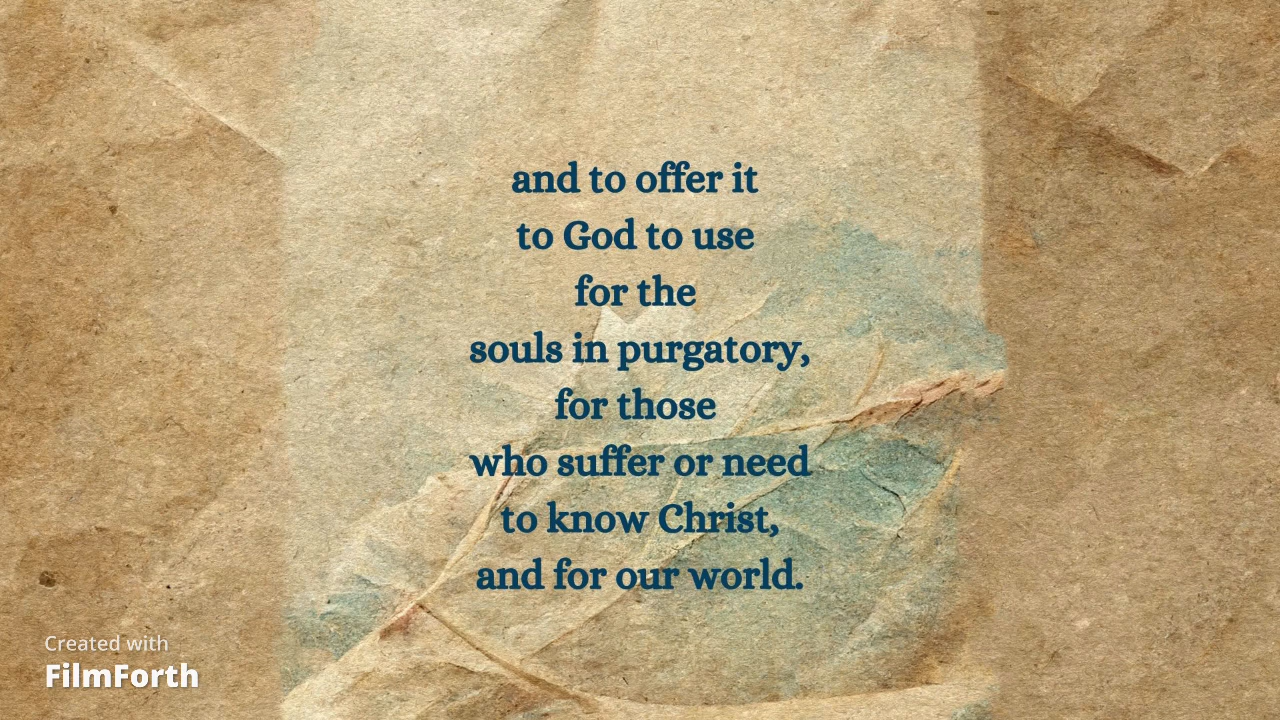 and to offer it
to God to use
for the
souls in purgatory,
for those
who suffer or need
to know Christ,
and for our world.
Created with
FilmForth